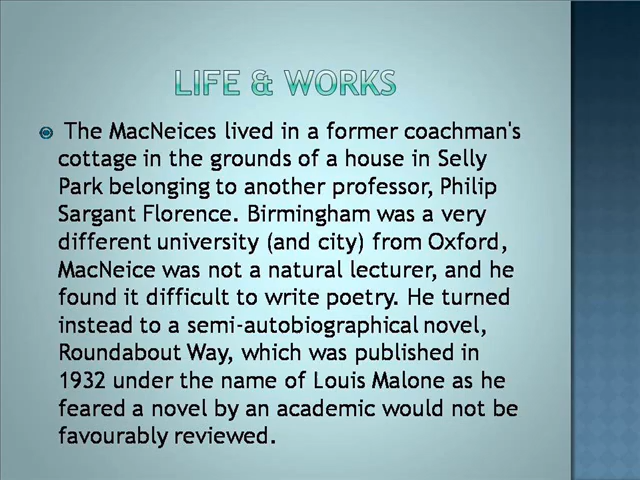 LIFE & WORKS
The MacNeices lived in a former coachman's
cottage in the grounds of a house in Selly
Park belonging to another professor, Philip
Sargant Florence. Birmingham was a very
different university (and city) from Oxford,
MacNeice was not a natural lecturer, and he
found it difficult to write poetry. He turned
instead to a semi-autobiographical novel,
Roundabout Way, which was published in
1932 under the name of Louis Malone as he
feared a novel by an academic would not be
favourably reviewed.